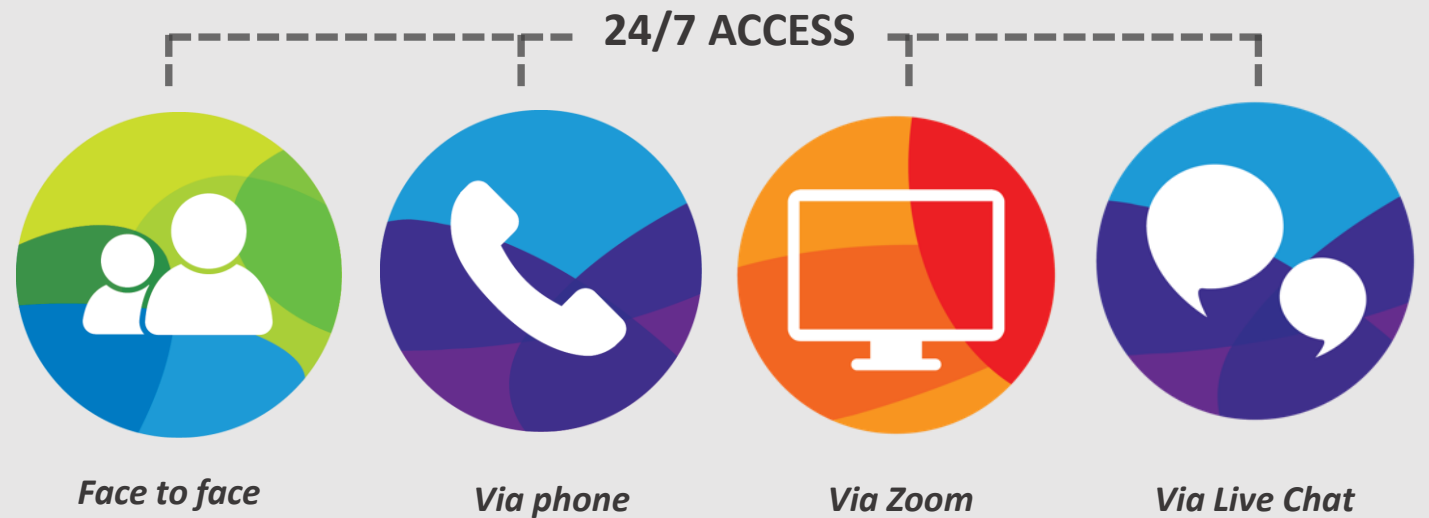 24/7 ACCESS
Face to face
Via phone
Via Zoom
Via Live Chat